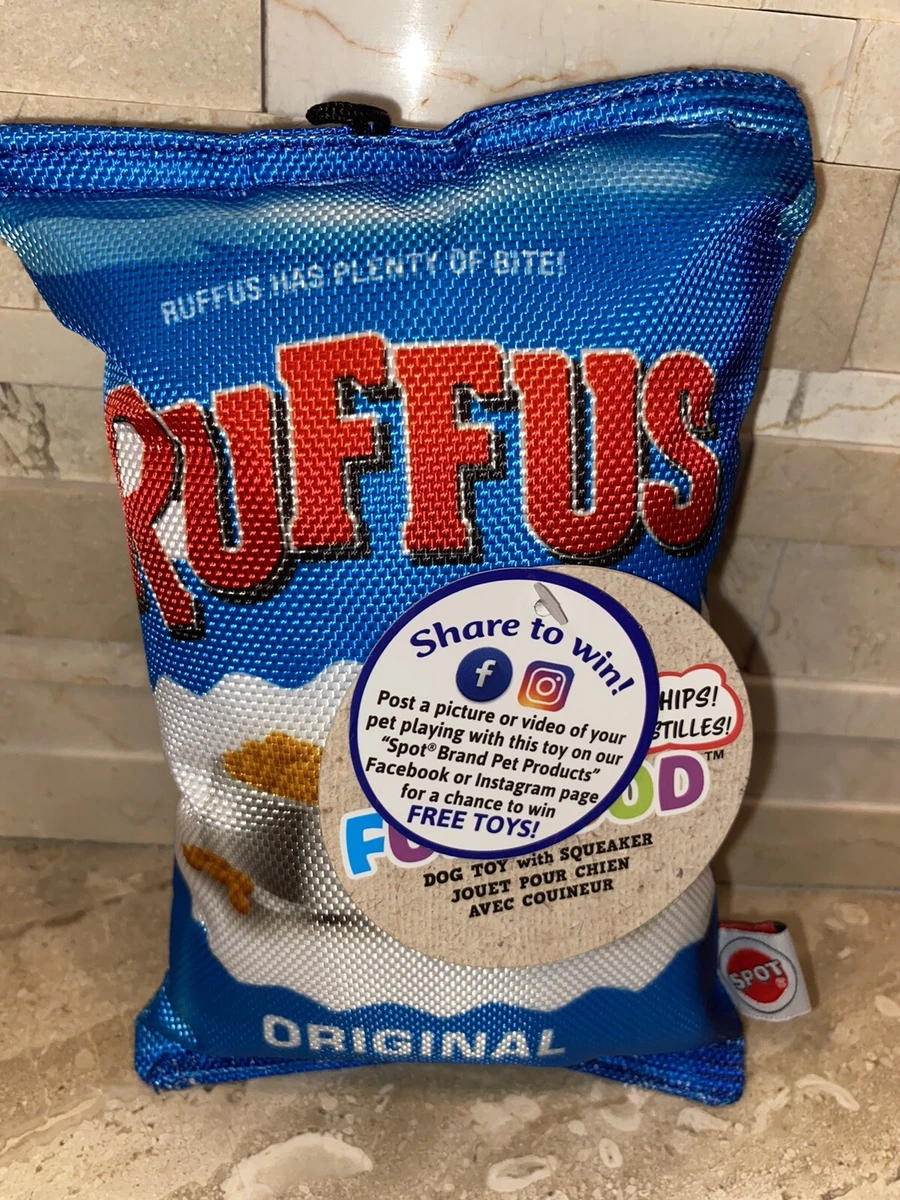 RUFFUS HAS PLENTY OF BITE!
RUFFUS
Share to win!
Post a picture or video of your
pet playing with this toy on our
"Spot® Brand Pet Products"
Facebook or Instagram page
for a chance to win
FREE TOYS!
HIPS!
STILLES!
F OD™
DOG TOY with SQUEAKER
JOUET POUR CHIEN
AVEC COUINEUR
SPOT
ORIGINAL